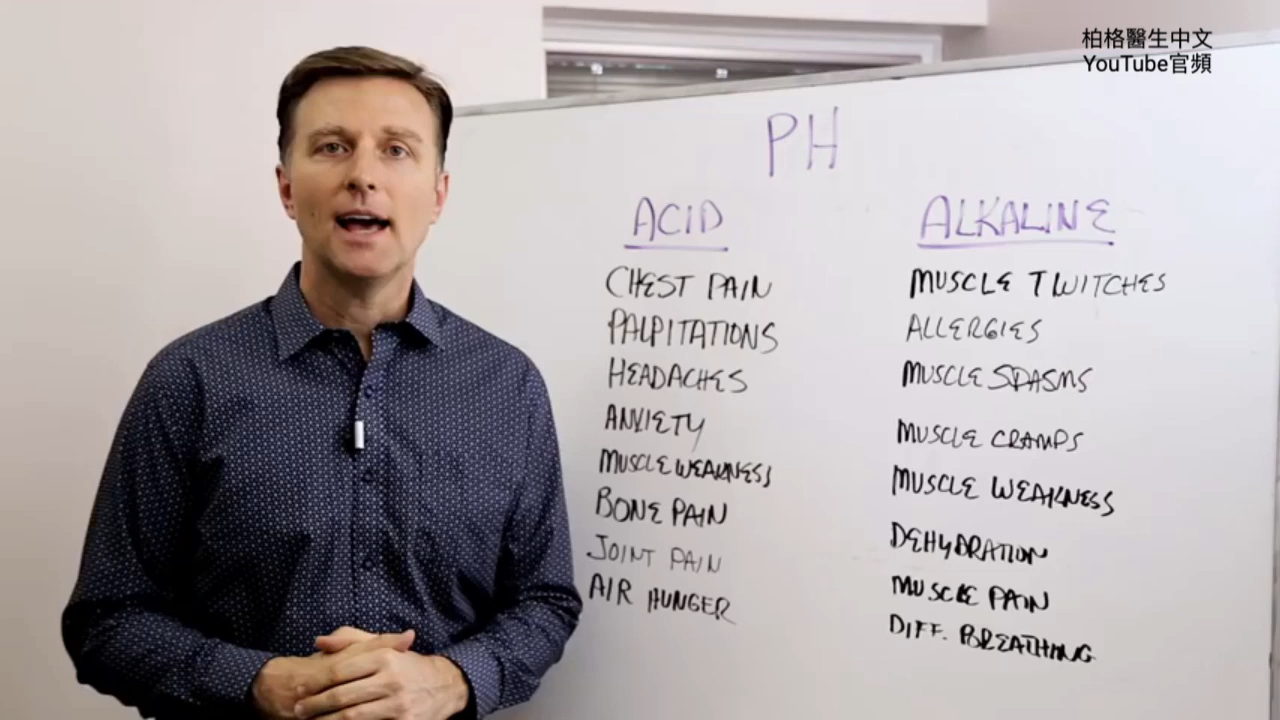 柏格醫生中文
YouTube官頻
PH
ACID
CHEST PAIN
PALPITATIONS
HEADACHES
ANXIETY
MUSCLE WEAKNESS
BONE PAIN
JOINT PAIN
AIR HUNGER
ALKALINE
MUSCLE TWITCHES
ALLERGIES
MUSCLE SPASMS
MUSCLE CRAMPS
MUSCLE WEAKNESS
DEHYDRATION
MUSCLE PAIN
DIFF. BREATHING